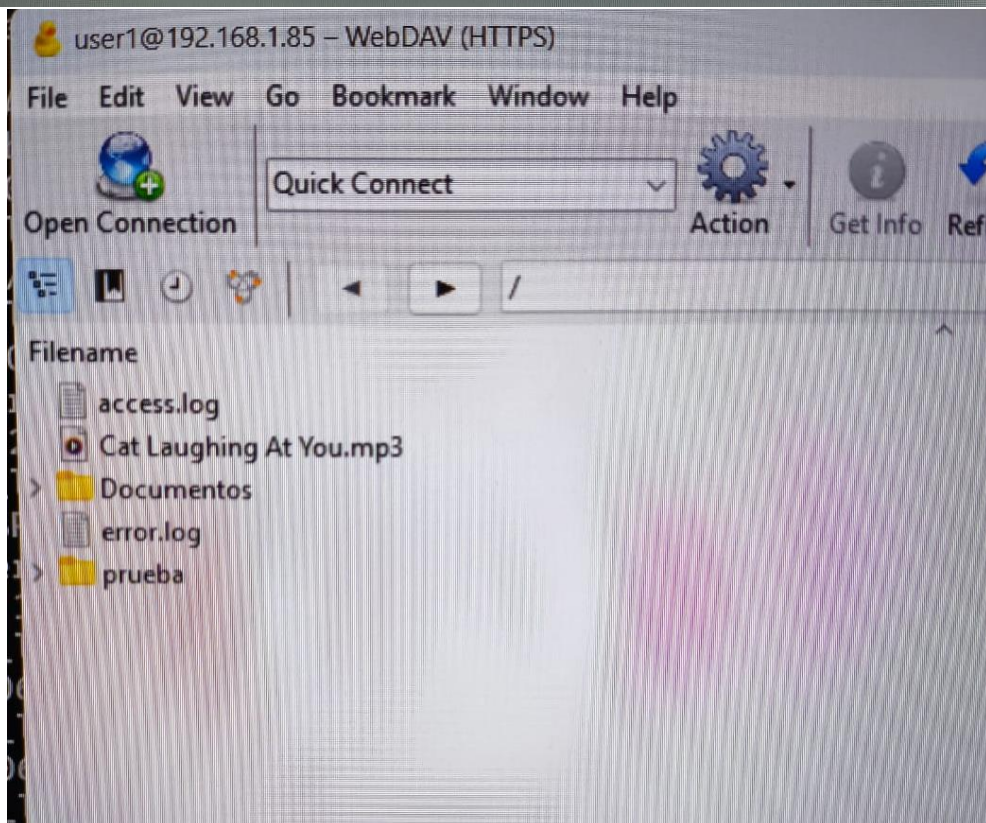 user1@192.168.1.85 – WebDAV (HTTPS)
File Edit View Go Bookmark Window Help
Quick Connect
Open Connection Action Get Info Ref
/
Filename
access.log
Cat Laughing At You.mp3
Documentos
error.log
prueba